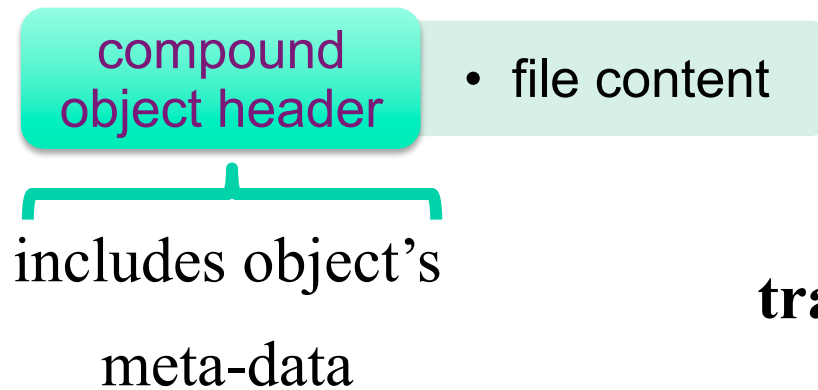 compound
object header
• file content
includes object's
meta-data